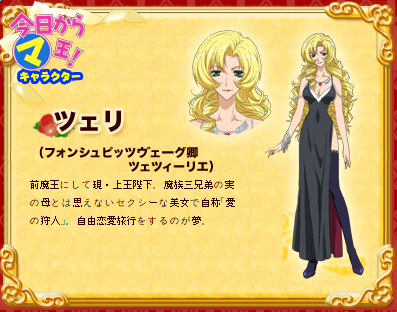 今日から
マ王!
キャラクター
ツェリ
(フォンシュピッツヴェーグ卿
ツェツィーリエ)
前魔王にして現・上王陛下。魔族三兄弟の実
の母とは思えないセクシーな美女で自称「愛
の狩人」。自由恋愛旅行をするのが夢。